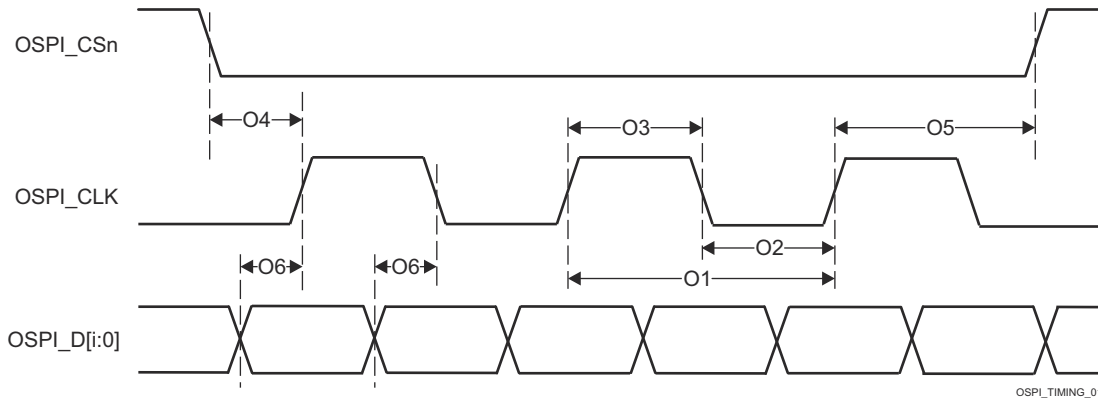 OSPI_CSn
O4
O3
O5
OSPI_CLK
O2
O6
O6
O1
OSPI_D[i:0]
OSPI_TIMING_0